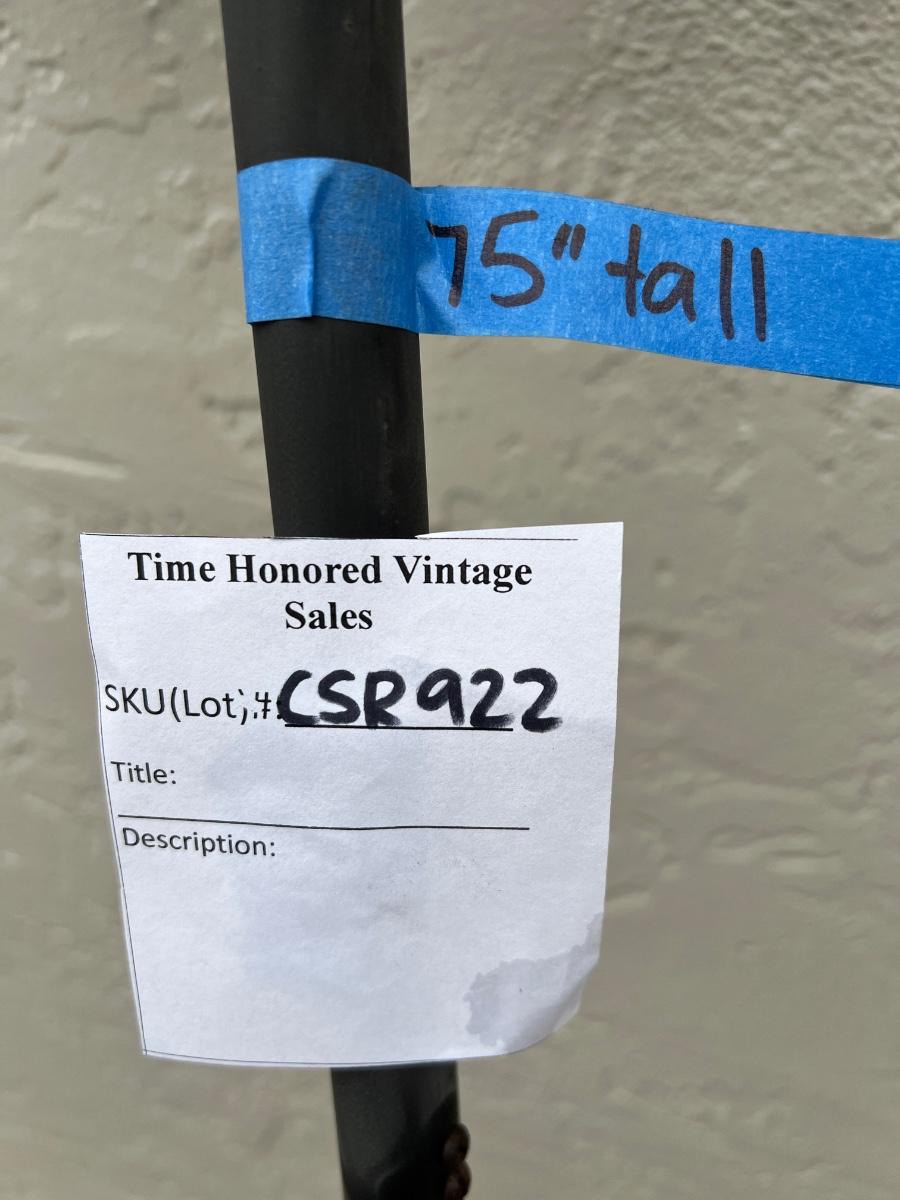 75" tall
Time Honored Vintage
Sales
SKU(Lot)#: CSR922
Title:
Description: